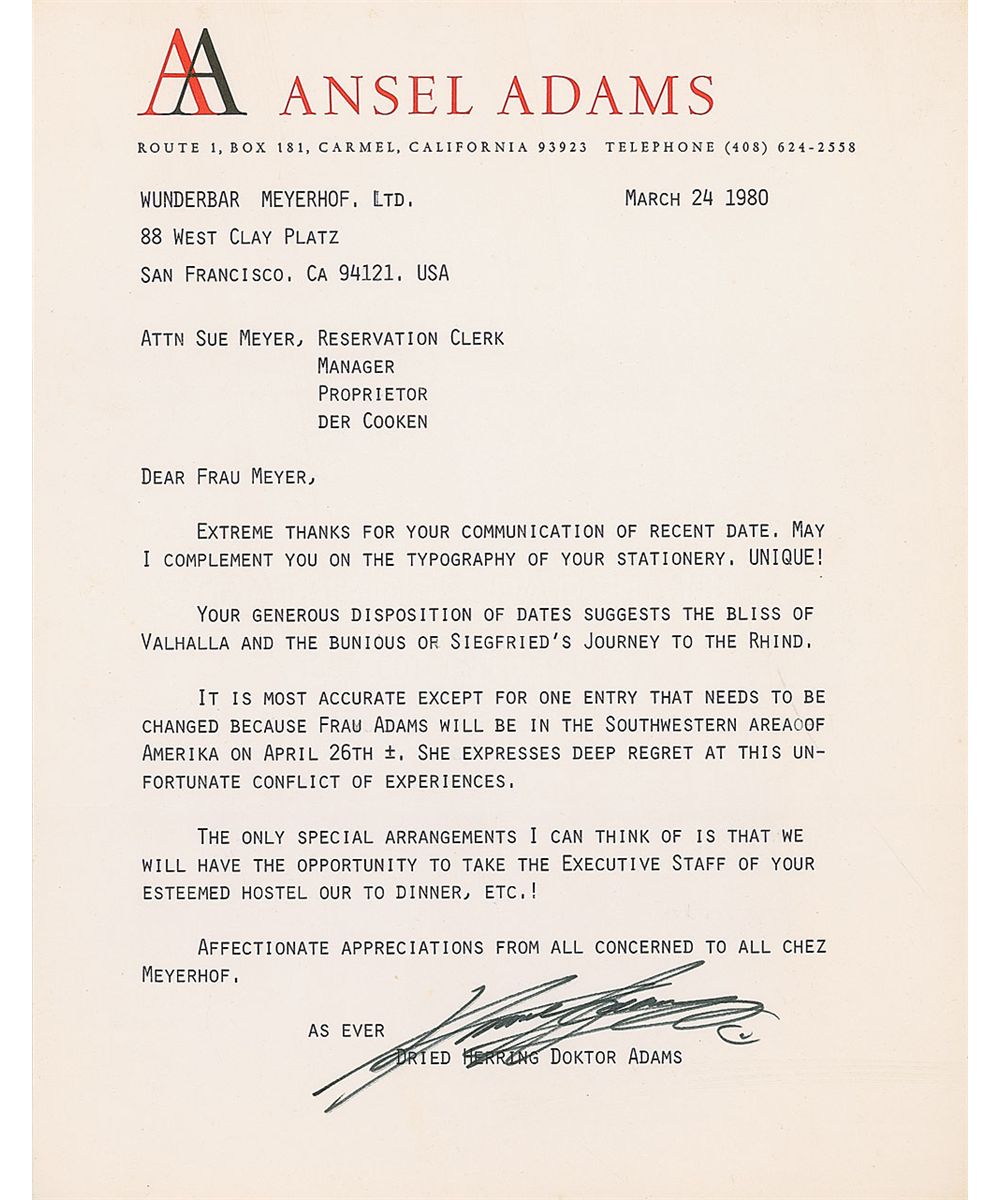 AA ANSEL ADAMS
ROUTE 1, BOX 181, CARMEL, CALIFORNIA 93923 TELEPHONE (408) 624-2558
WUNDERBAR MEYERHOF. LTD. MARCH 24 1980
88 WEST CLAY PLATZ
SAN FRANCISCO. CA 94121. USA
ATTN SUE MEYER, RESERVATION CLERK
MANAGER
PROPRIETOR
DER COOKEN
DEAR FRAU MEYER,
EXTREME THANKS FOR YOUR COMMUNICATION OF RECENT DATE. MAY
I COMPLEMENT YOU ON THE TYPOGRAPHY OF YOUR STATIONERY. UNIQUE!
YOUR GENEROUS DISPOSITION OF DATES SUGGESTS THE BLISS OF
VALHALLA AND THE BUNIOUS OF SIEGFRIED'S JOURNEY TO THE RHIND.
IT IS MOST ACCURATE EXCEPT FOR ONE ENTRY THAT NEEDS TO BE
CHANGED BECAUSE FRAU ADAMS WILL BE IN THE SOUTHWESTERN AREAOOF
AMERIKA ON APRIL 26TH ±. SHE EXPRESSES DEEP REGRET AT THIS UN-
FORTUNATE CONFLICT OF EXPERIENCES.
THE ONLY SPECIAL ARRANGEMENTS I CAN THINK OF IS THAT WE
WILL HAVE THE OPPORTUNITY TO TAKE THE EXECUTIVE STAFF OF YOUR
ESTEEMED HOSTEL OUR TO DINNER, ETC.!
AFFECTIONATE APPRECIATIONS FROM ALL CONCERNED TO ALL CHEZ
MEYERHOF.
AS EVER
DRIED HERRING DOKTOR ADAMS